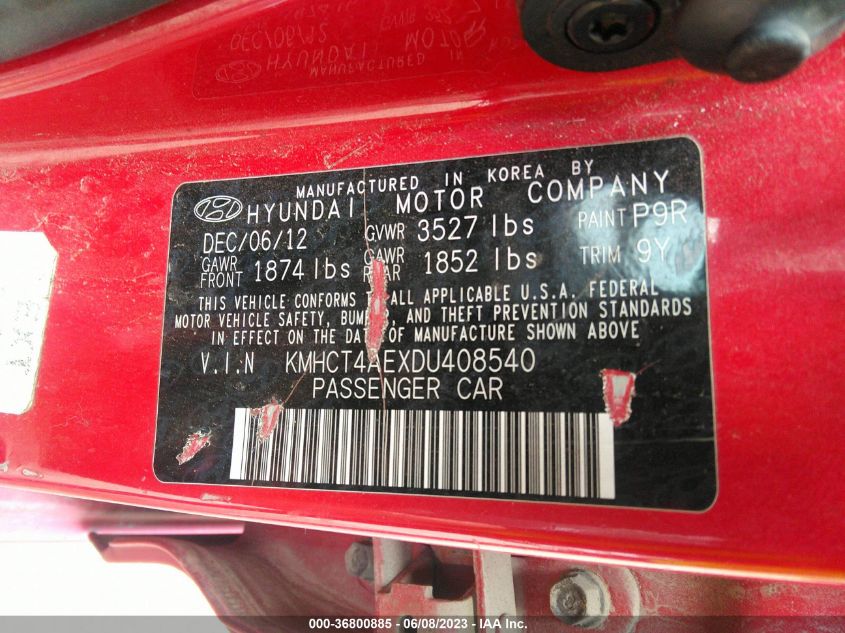 MANUFACTURED IN KOREA BY
HYUNDAI MOTOR COMPANY
DEC/06/12 GVWR 3527 lbs PAINT P9R
GAWR FRONT 1874 lbs GAWR REAR 1852 lbs TRIM 9Y
THIS VEHICLE CONFORMS TO ALL APPLICABLE U.S.A. FEDERAL
MOTOR VEHICLE SAFETY, BUMPER, AND THEFT PREVENTION STANDARDS
IN EFFECT ON THE DATE OF MANUFACTURE SHOWN ABOVE
V.I.N KMHCT4AEXDU408540
PASSENGER CAR
000-36800885 - 06/08/2023 - IAA Inc.